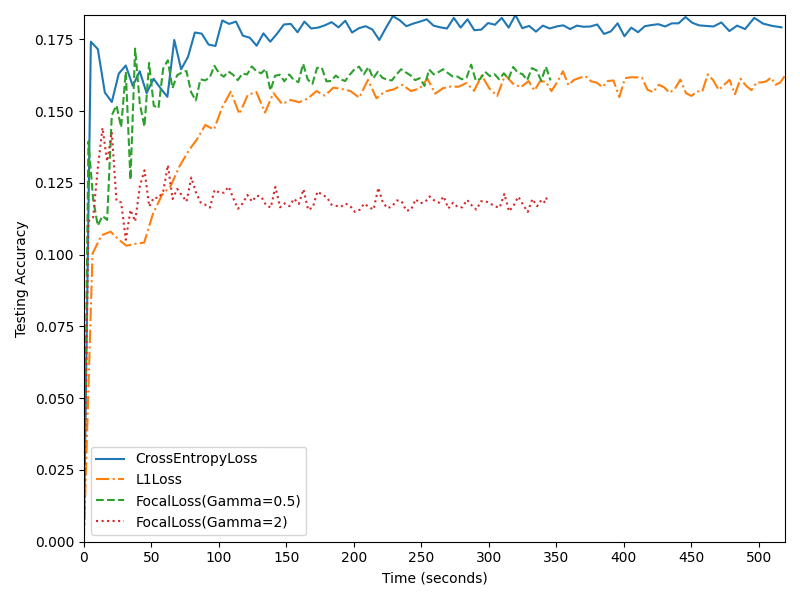 0.175
0.150
0.125
0.100
0.075
0.050
0.025
0.000
Testing Accuracy
CrossEntropyLoss
L1Loss
FocalLoss(Gamma=0.5)
FocalLoss(Gamma=2)
0 50 100 150 200 250 300 350 400 450 500
Time (seconds)